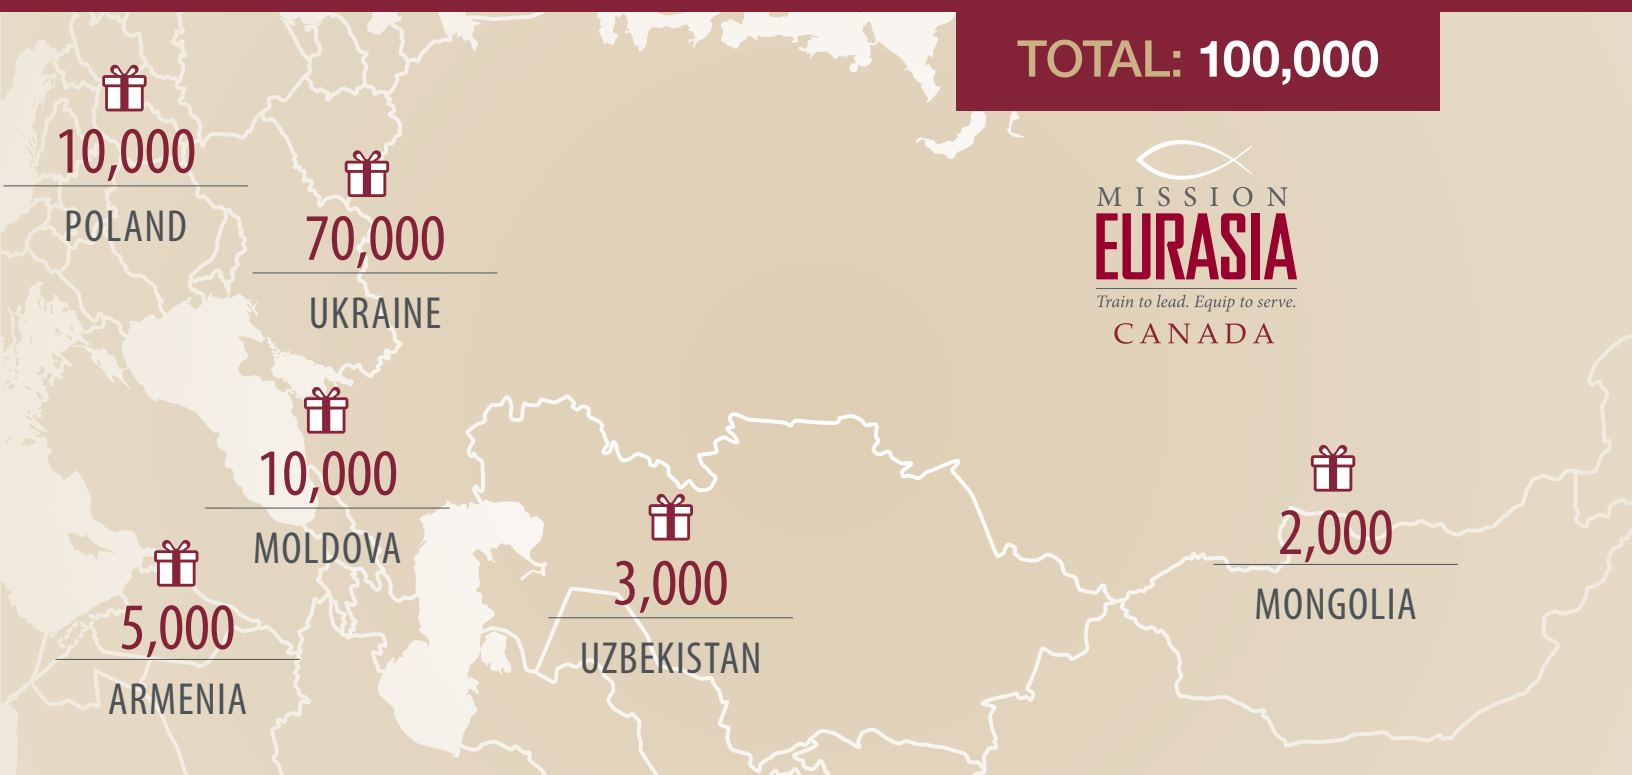 TOTAL: 100,000
10,000
POLAND
70,000
UKRAINE
MISSION
EURASIA
Train to lead. Equip to serve.
CANADA
10,000
MOLDOVA
5,000
ARMENIA
3,000
UZBEKISTAN
2,000
MONGOLIA